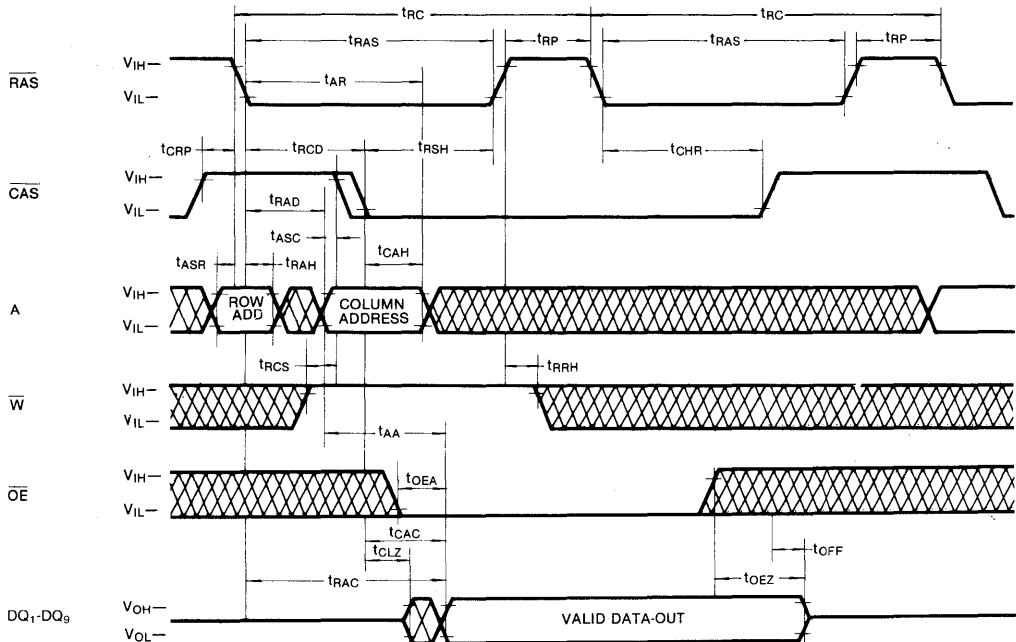 tRC tRC
tRAS tRP tRAS tRP
RAS VIH— tAR
VIL—
tCRP tRCD tRSH tCHR
CAS VIH—
VIL— tRAD
tASC tCAH
tASR tRAH
A VIH— ROW ADD COLUMN ADDRESS
VIL—
tRCS tRRH
W VIH—
VIL—
tAA
OE VIH— tOEA
VIL—
tCAC
tCLZ tOFF
tRAC tOEZ
DQ1-DQ9 VOH— VALID DATA-OUT
VOL—